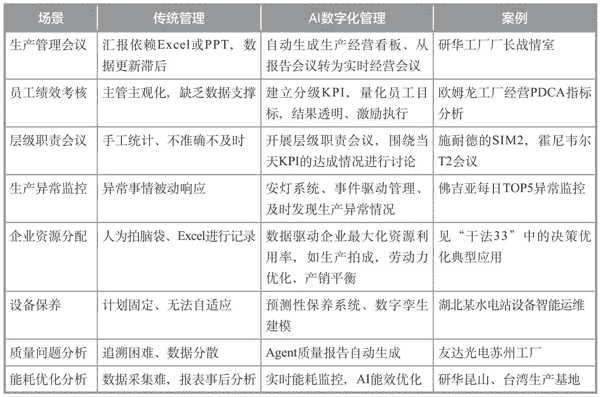 场景 传统管理 AI数字化管理 案例
生产管理会议 汇报依赖Excel或PPT，数 自动生成生产经营看板、从 研华工厂厂长战情室
据更新滞后 报告会议转为实时经营会议
员工绩效考核 主管主观化，缺乏数据支撑 建立分级KPI，量化员工目 欧姆龙工厂经营PDCA指标
标，结果透明、激励执行 分析
层级职责会议 手工统计、不准确不及时 开展层级职责会议，围绕当 施耐德的SIM2，霍尼韦尔
天KPI的达成情况进行讨论 T2会议
生产异常监控 异常事情被动响应 安灯系统、事件驱动管理、 佛吉亚每日TOP5异常监控
及时发现生产异常情况
企业资源分配 人为拍脑袋、Excel进行记录 数据驱动企业最大化资源利 见“干法33”中的决策优
用率，如生产拍成，劳动力 化典型应用
优化、产销平衡
设备保养 计划固定、无法自适应 预测性保养系统、数字孪生 湖北某水电站设备智能运维
建模
质量问题分析 追溯困难、数据分散 Agent质量报告自动生成 友达光电苏州工厂
能耗优化分析 数据采集难，报表事后分析 实时能耗监控，AI能效优化 研华昆山、台湾生产基地